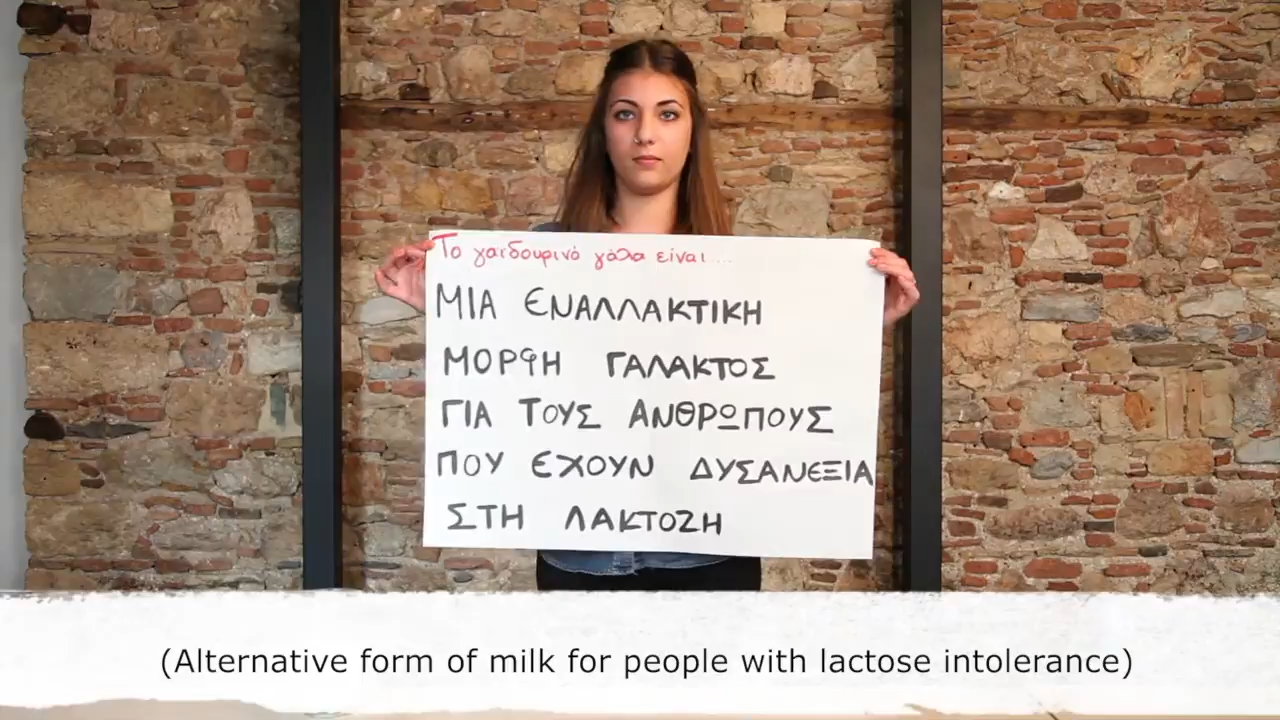 Το γαϊδουρινό γάλα είναι ...
ΜΙΑ ΕΝΑΛΛΑΚΤΙΚΗ
ΜΟΡΦΗ ΓΑΛΑΚΤΟΣ
ΓΙΑ ΤΟΥΣ ΑΝΘΡΩΠΟΥΣ
ΠΟΥ ΕΧΟΥΝ ΔΥΣΑΝΕΞΙΑ
ΣΤΗ ΛΑΚΤΟΖΗ
(Alternative form of milk for people with lactose intolerance)